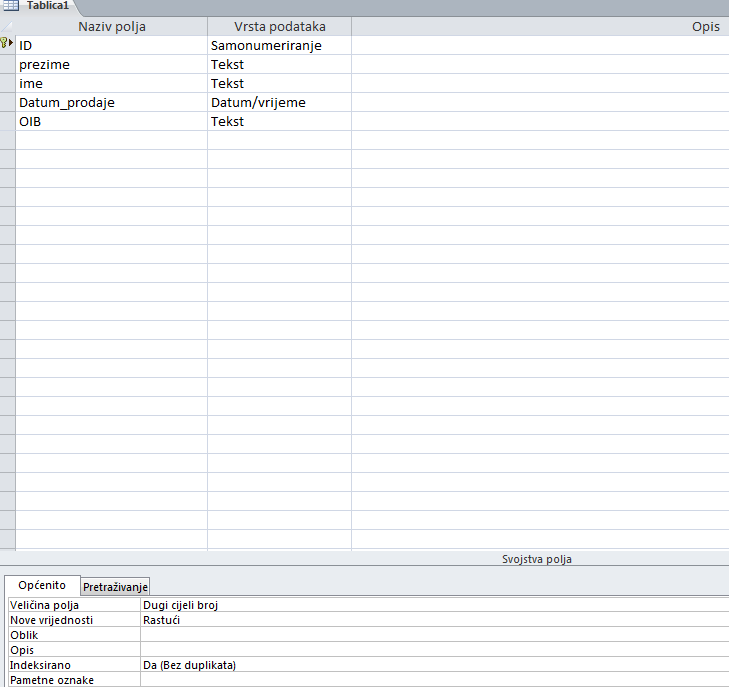 Tablica1
Naziv polja Vrsta podataka Opis
ID Samonumeriranje
prezime Tekst
ime Tekst
Datum_prodaje Datum/vrijeme
OIB Tekst
Svojstva polja
Općenito Pretraživanje
Veličina polja Dugi cijeli broj
Nove vrijednosti Rastući
Oblik
Opis
Indeksirano Da (Bez duplikata)
Pametne oznake